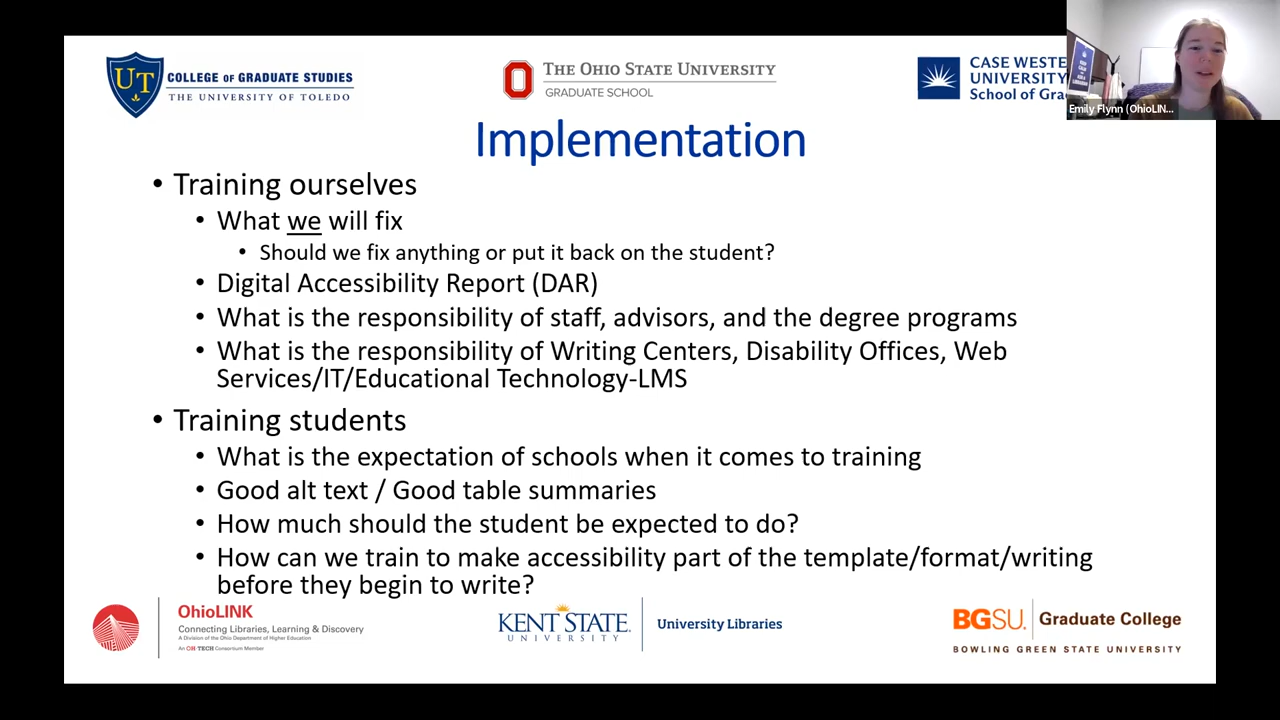 UT
COLLEGE OF GRADUATE STUDIES
THE UNIVERSITY OF TOLEDO
THE OHIO STATE UNIVERSITY
GRADUATE SCHOOL
CASE WESTE
UNIVERSITY
School of Gra
Emily Flynn (OhioLIN...
Implementation
• Training ourselves
• What we will fix
• Should we fix anything or put it back on the student?
• Digital Accessibility Report (DAR)
• What is the responsibility of staff, advisors, and the degree programs
• What is the responsibility of Writing Centers, Disability Offices, Web
Services/IT/Educational Technology-LMS
• Training students
• What is the expectation of schools when it comes to training
• Good alt text / Good table summaries
• How much should the student be expected to do?
• How can we train to make accessibility part of the template/format/writing
before they begin to write?
OhioLINK
Connecting Libraries, Learning & Discovery
A Division of the Ohio Department of Higher Education
An OH TECH Consortium Member
KENT STATE
UNIVERSITY
University Libraries
BGSU. Graduate College
BOWLING GREEN STATE UNIVERSITY